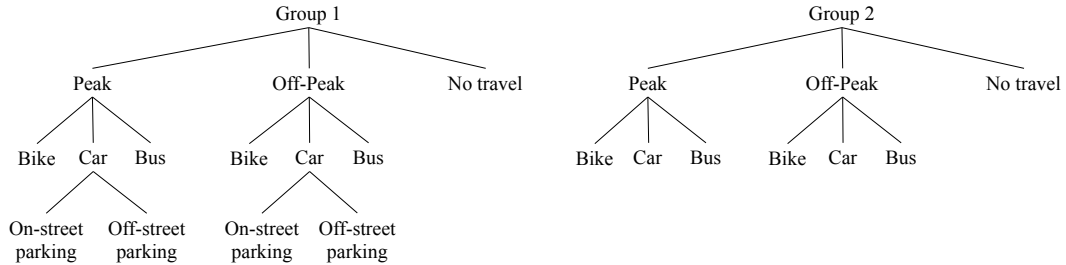 Group 1
Group 2
Peak
Off-Peak
No travel
Peak
Off-Peak
No travel
Bike
Car
Bus
Bike
Car
Bus
Bike
Car
Bus
Bike
Car
Bus
On-street
parking
Off-street
parking
On-street
parking
Off-street
parking